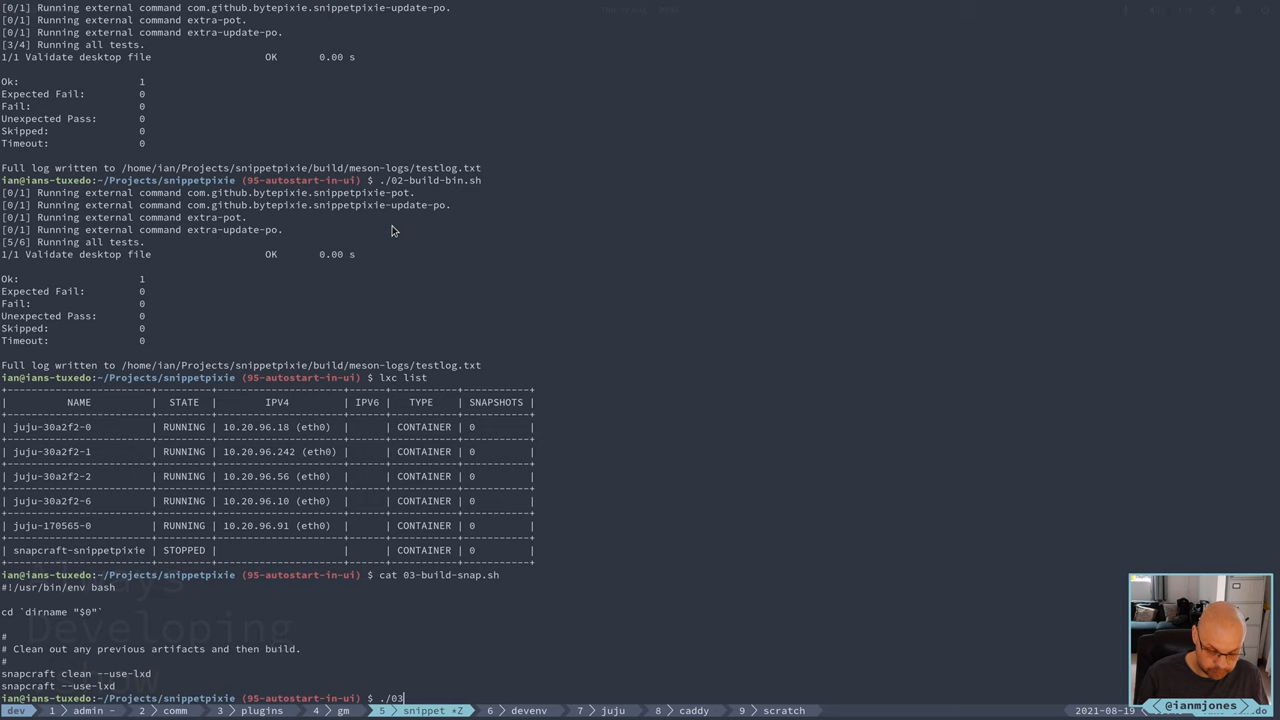 [0/1] Running external command com.github.bytepixie.snippetpixie-update-po.
[0/1] Running external command extra-pot.
[0/1] Running external command extra-update-po.
[3/4] Running all tests.
1/1 Validate desktop file OK 0.00 s
Ok: 1
Expected Fail: 0
Fail: 0
Unexpected Pass: 0
Skipped: 0
Timeout: 0
Full log written to /home/ian/Projects/snippetpixie/build/meson-logs/testlog.txt
ian@ians-tuxedo:~/Projects/snippetpixie (95-autostart-in-ui) $ ./02-build-bin.sh
[0/1] Running external command com.github.bytepixie.snippetpixie-pot.
[0/1] Running external command com.github.bytepixie.snippetpixie-update-po.
[0/1] Running external command extra-pot.
[0/1] Running external command extra-update-po.
[5/6] Running all tests.
1/1 Validate desktop file OK 0.00 s
Ok: 1
Expected Fail: 0
Fail: 0
Unexpected Pass: 0
Skipped: 0
Timeout: 0
Full log written to /home/ian/Projects/snippetpixie/build/meson-logs/testlog.txt
ian@ians-tuxedo:~/Projects/snippetpixie (95-autostart-in-ui) $ lxc list
| NAME | STATE | IPV4 | IPV6 | TYPE | SNAPSHOTS |
| juju-30a2f2-0 | RUNNING | 10.20.96.18 (eth0) | | CONTAINER | 0 |
| juju-30a2f2-1 | RUNNING | 10.20.96.242 (eth0) | | CONTAINER | 0 |
| juju-30a2f2-2 | RUNNING | 10.20.96.56 (eth0) | | CONTAINER | 0 |
| juju-30a2f2-6 | RUNNING | 10.20.96.10 (eth0) | | CONTAINER | 0 |
| juju-170565-0 | RUNNING | 10.20.96.91 (eth0) | | CONTAINER | 0 |
| snapcraft-snippetpixie | STOPPED | | | CONTAINER | 0 |
ian@ians-tuxedo:~/Projects/snippetpixie (95-autostart-in-ui) $ cat 03-build-snap.sh
#!/usr/bin/env bash
cd `dirname "$0"`
#
# Clean out any previous artifacts and then build.
#
snapcraft clean --use-lxd
snapcraft --use-lxd
ian@ians-tuxedo:~/Projects/snippetpixie (95-autostart-in-ui) $ ./03
Developing
dev 1 admin - 2 comm 3 plugins 4 gm 5 snippet *Z 6 devenv 7 juju 8 caddy 9 scratch 2021-08-19
@ianmjones